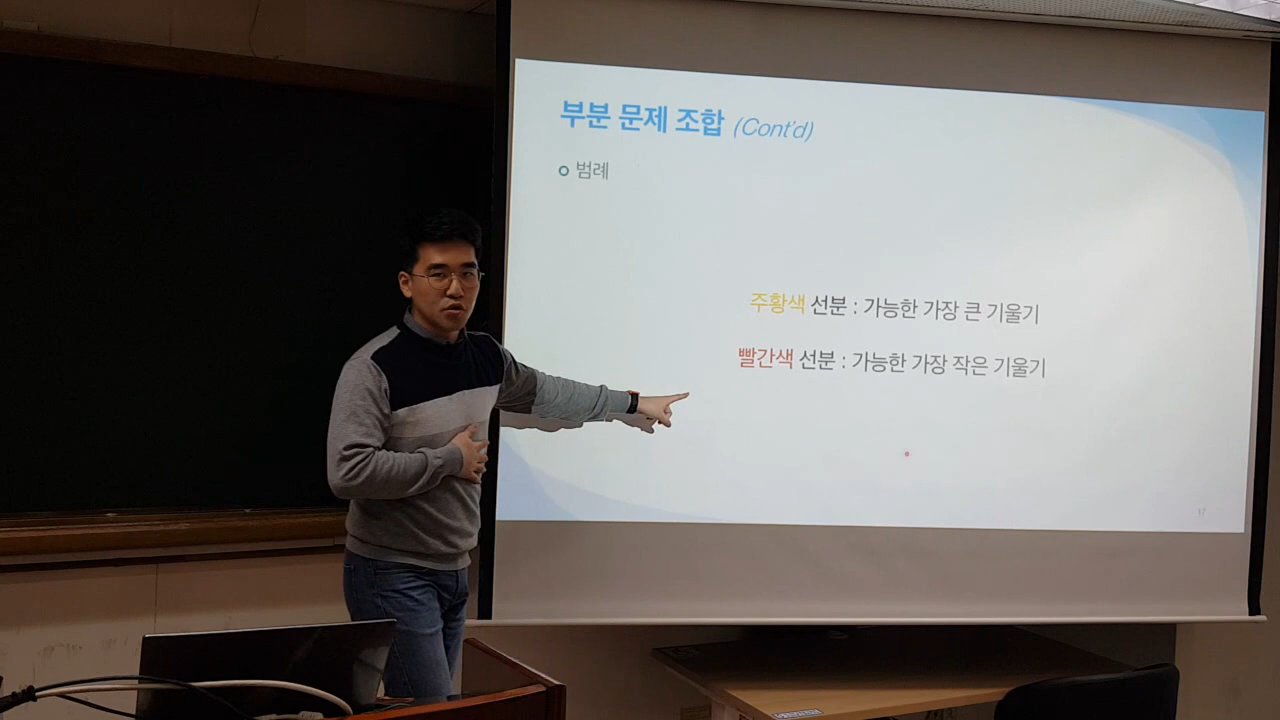 부분 문제 조합 (Cont'd)
범례
주황색 선분 : 가능한 가장 큰 기울기
빨간색 선분 : 가능한 가장 작은 기울기
17